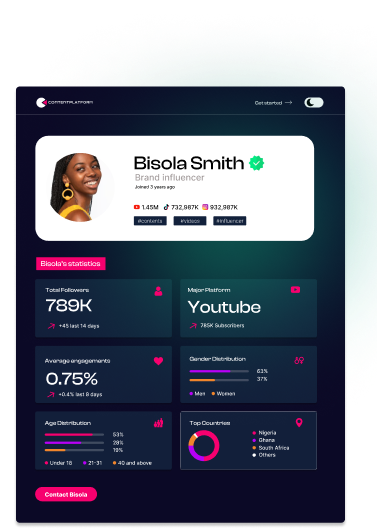 CONTENTPLATFORM
Get started →
Bisola Smith
Brand influencer
Joined 3 years ago
1.45M 732,987K 932,987K
#contents #videos #influencer
Bisola's statistics
Total Followers
789K
+45 last 14 days
Major Platform
Youtube
785K Subscribers
Average engagements
0.75%
+0.4% last 8 days
Gender Distribution
63%
37%
Men Women
Age Distribution
53%
28%
19%
Under 18 21-31 40 and above
Top Countries
Nigeria
Ghana
South Africa
Others
Contact Bisola